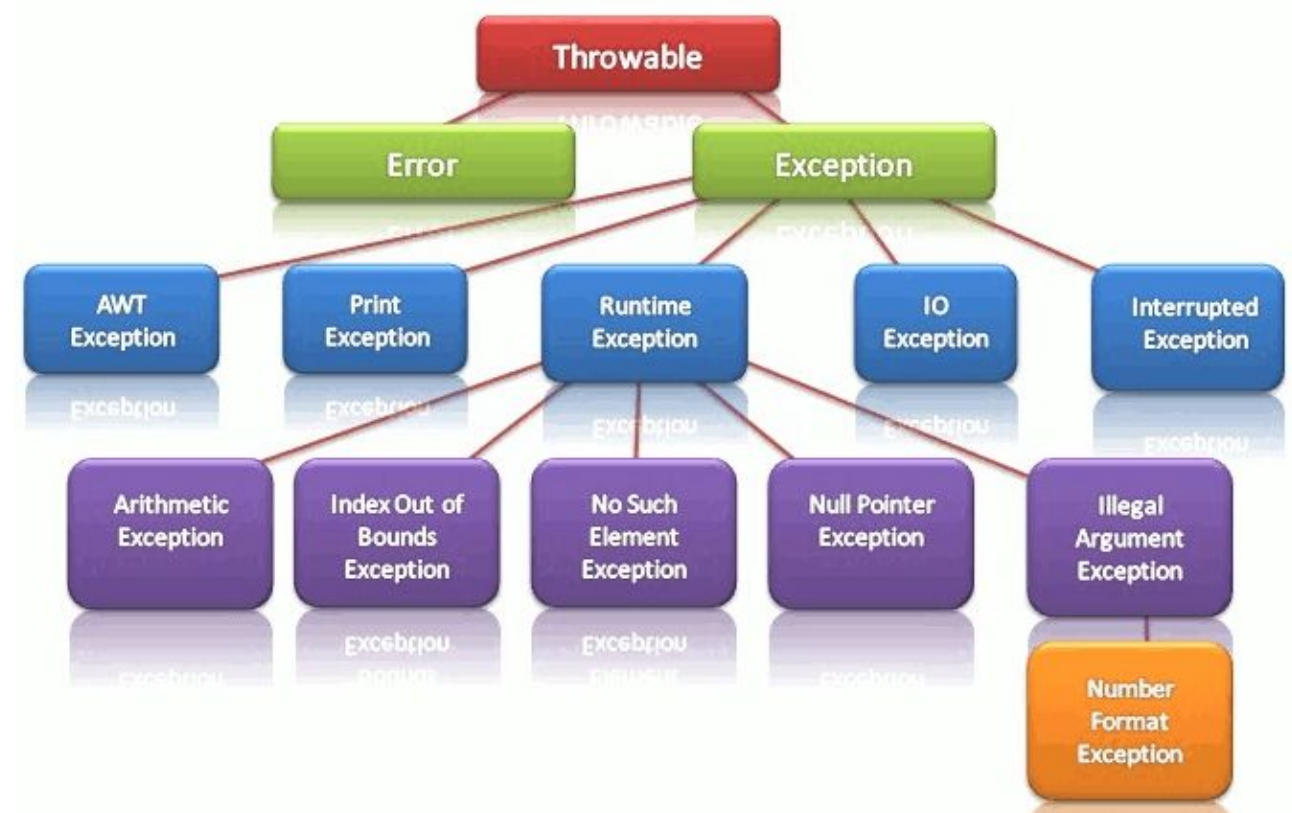 Throwable
Error
Exception
AWT
Exception
Print
Exception
Runtime
Exception
IO
Exception
Interrupted
Exception
Arithmetic
Exception
Index Out of
Bounds
Exception
No Such
Element
Exception
Null Pointer
Exception
Illegal
Argument
Exception
Number
Format
Exception